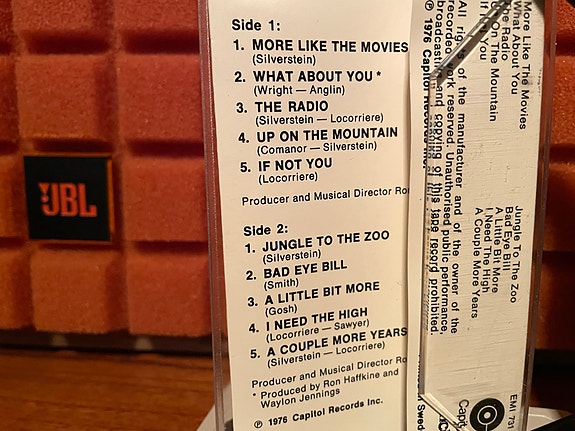 JBL
Side 1:
1. MORE LIKE THE MOVIES
(Silverstein)
2. WHAT ABOUT YOU *
(Wright — Anglin)
3. THE RADIO
(Silverstein — Locorriere)
4. UP ON THE MOUNTAIN
(Comanor — Silverstein)
5. IF NOT YOU
(Locorriere)
Producer and Musical Director Ron
Side 2:
1. JUNGLE TO THE ZOO
(Silverstein)
2. BAD EYE BILL
(Smith)
3. A LITTLE BIT MORE
(Gosh)
4. I NEED THE HIGH
(Locorriere — Sawyer)
5. A COUPLE MORE YEARS
(Silverstein — Locorriere)
Producer and Musical Director Ro
* Produced by Ron Haffkine and
Waylon Jennings
℗ 1976 Capitol Records Inc.
More Like The Movies
What About You
The Radio
Up On The Mountain
If Not You
Jungle To The Zoo
Bad Eye Bill
A Little Bit More
I Need The High
A Couple More Years
All rights of the manufacturer and of the owner of the
recorded work reserved. Unauthorised public performance,
broadcasting and copying of this tape record prohibited.
℗ 1976 Capitol Records
EMI 731